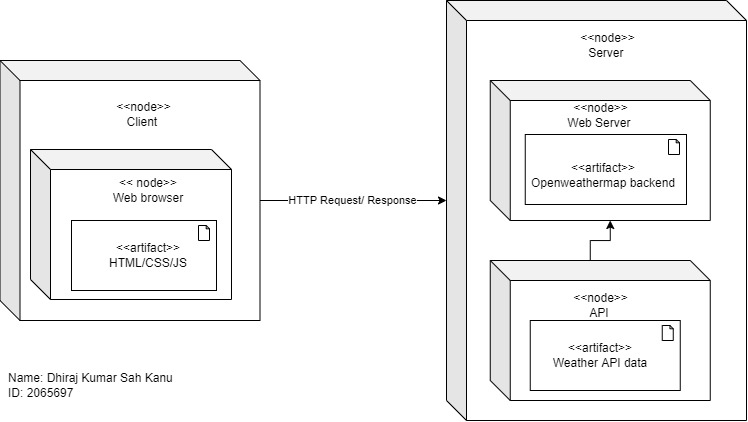 <<node>>
Client
<< node>>
Web browser
<<artifact>>
HTML/CSS/JS
HTTP Request/ Response
<<node>>
Server
<<node>>
Web Server
<<artifact>>
Openweathermap backend
<<node>>
API
<<artifact>>
Weather API data
Name: Dhiraj Kumar Sah Kanu
ID: 2065697